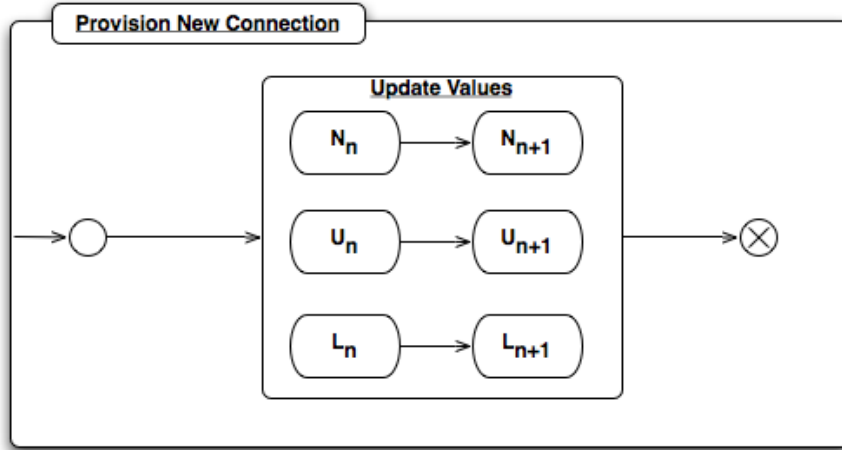 Provision New Connection
Update Values
Nn Nn+1
Un Un+1
Ln Ln+1